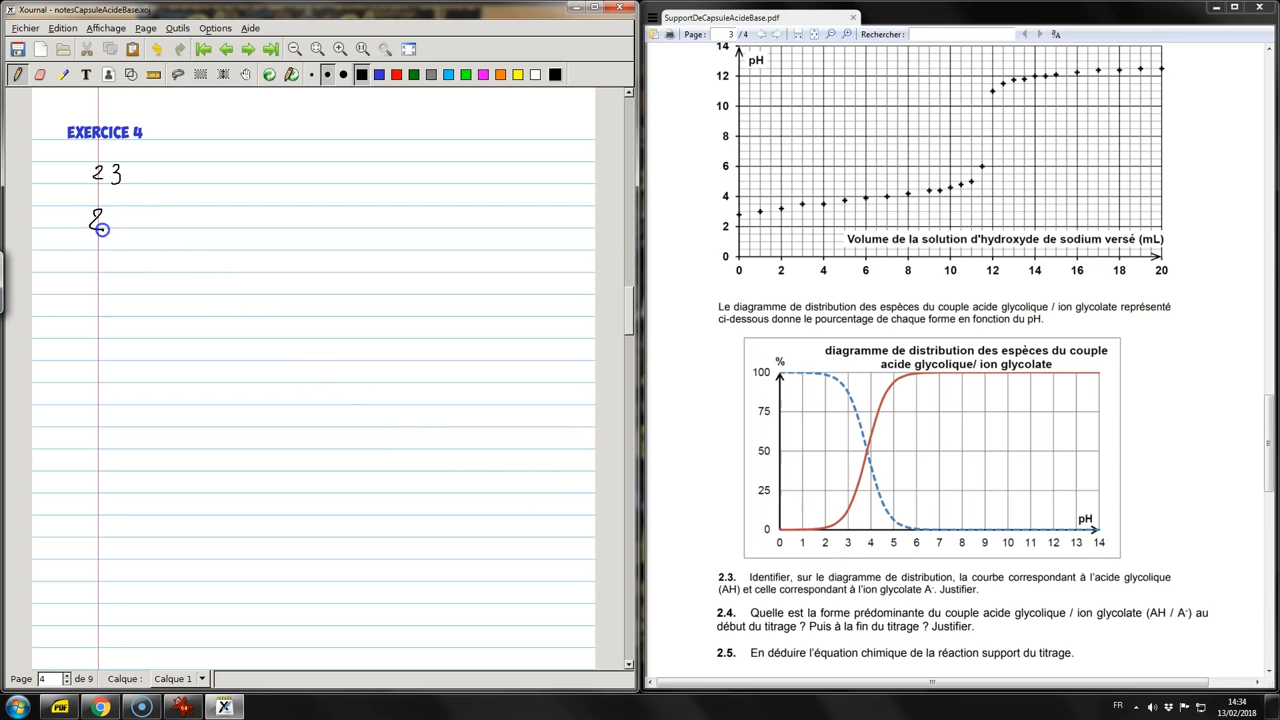 Xournal - notesCapsuleAcideBase.xoj
Fichier Edition Affichage Page Outils Options Aide
EXERCICE 4
2 3
2
Page 4 de 9 Calque : Calque 1
SupportDeCapsuleAcideBase.pdf
Page : 3 / 4 Rechercher :
pH
14
12
10
8
6
4
2
0
Volume de la solution d'hydroxyde de sodium versé (mL)
0 2 4 6 8 10 12 14 16 18 20
Le diagramme de distribution des espèces du couple acide glycolique / ion glycolate représenté
ci-dessous donne le pourcentage de chaque forme en fonction du pH.
diagramme de distribution des espèces du couple
acide glycolique/ ion glycolate
%
100
75
50
25
0
pH
0 1 2 3 4 5 6 7 8 9 10 11 12 13 14
2.3. Identifier, sur le diagramme de distribution, la courbe correspondant à l'acide glycolique
(AH) et celle correspondant à l'ion glycolate A-. Justifier.
2.4. Quelle est la forme prédominante du couple acide glycolique / ion glycolate (AH / A-) au
début du titrage ? Puis à la fin du titrage ? Justifier.
2.5. En déduire l'équation chimique de la réaction support du titrage.
PDF
64
FR
14:34
13/02/2018